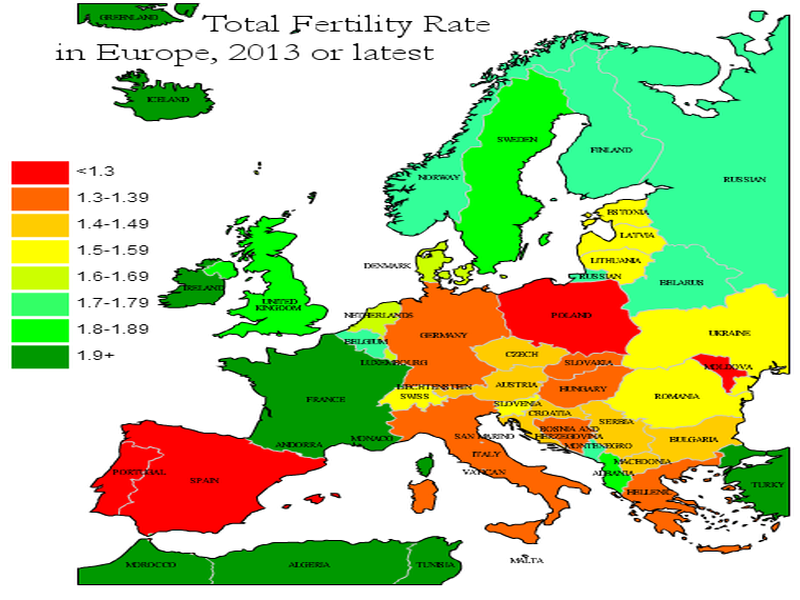 GREENLAND
Total Fertility Rate
in Europe, 2013 or latest
ICELAND
SWEDEN
FINLAND
NORWAY
RUSSIAN
<1.3
1.3-1.39
1.4-1.49
1.5-1.59
1.6-1.69
1.7-1.79
1.8-1.89
1.9+
ESTONIA
LATVIA
LITHUANIA
DENMARK
RUSSIAN
BELARUS
IRELAND
UNITED
KINGDOM
NETHERLANDS
POLAND
GERMANY
UKRAINE
BELGIUM
CZECH
LUXEMBOURG
SLOVAKIA
MOLDOVA
LIECHTENSTEIN
AUSTRIA
HUNGARY
SWISS
ROMANIA
FRANCE
SLOVENIA
CROATIA
SERBIA
BOSNIA AND
HERZEGOVINA
SAN MARINO
MONACO
BULGARIA
ANDORRA
MONTENEGRO
ITALY
MACEDONIA
PORTUGAL
VATICAN
ALBANIA
SPAIN
TURKY
HELLENIC
MALTA
MOROCCO
ALGERIA
TUNISIA